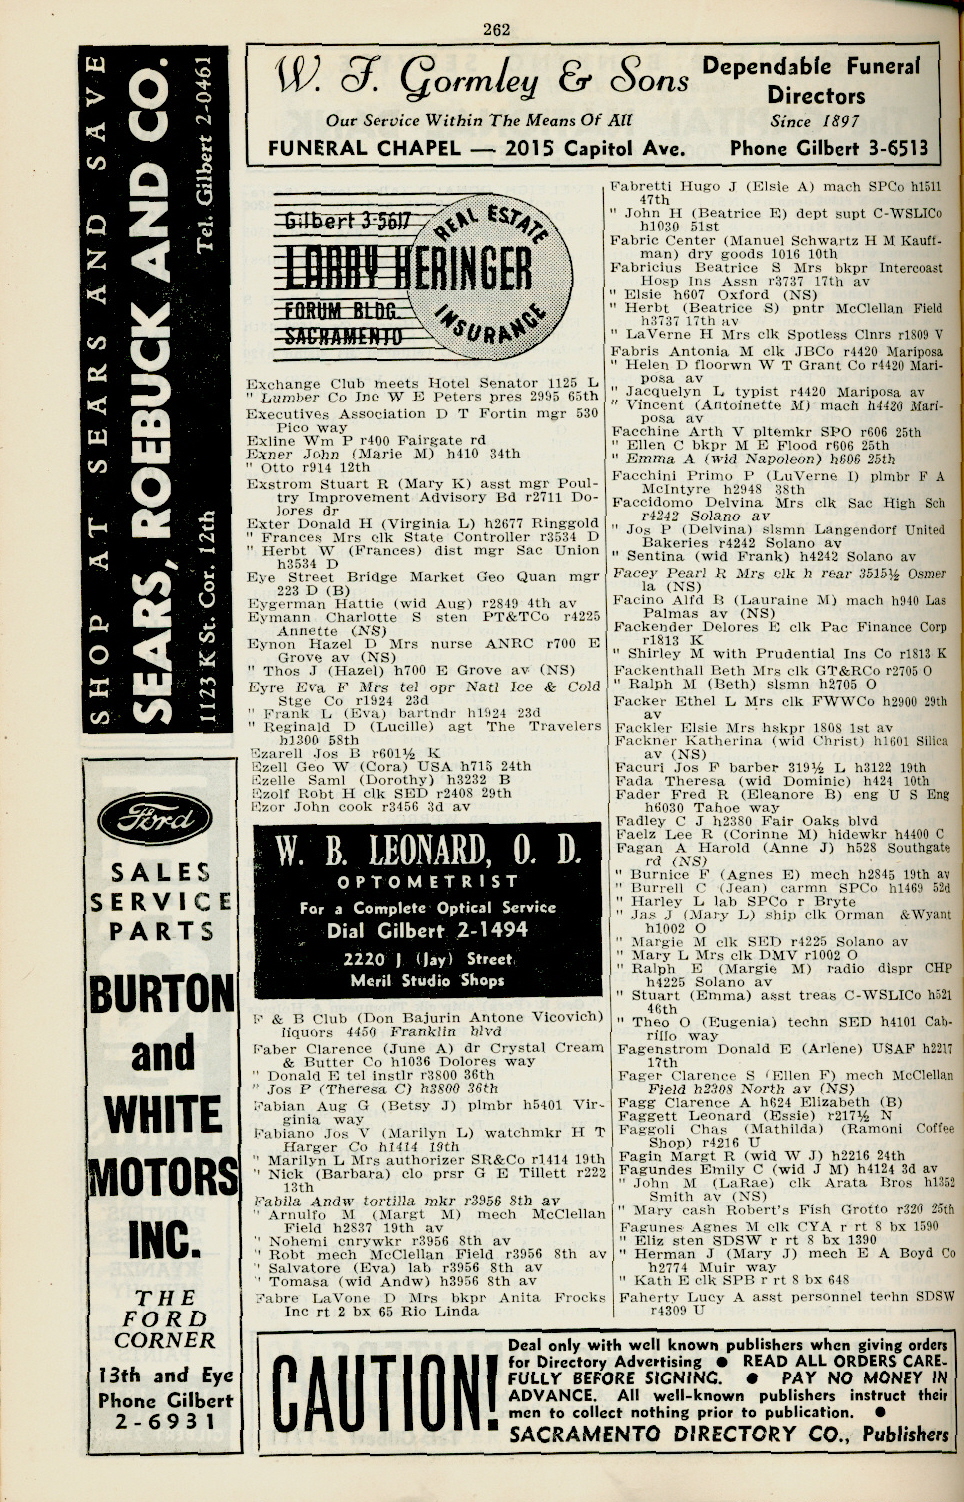 262
SHOP AT SEARS AND SAVE
SEARS, ROEBUCK AND CO.
1123 K St. Cor. 12th Tel. Gilbert 2-0461
W. F. Gormley & Sons
Our Service Within The Means Of All
Dependable Funeral
Directors
Since 1897
FUNERAL CHAPEL — 2015 Capitol Ave. Phone Gilbert 3-6513
Gilbert 3-5617
REAL ESTATE
LARRY HERINGER
FORUM BLDG.
SACRAMENTO
INSURANCE
Exchange Club meets Hotel Senator 1125 L
" Lumber Co Inc W E Peters pres 2995 65th
Executives Association D T Fortin mgr 530
Pico way
Exline Wm P r400 Fairgate rd
Exner John (Marie M) h410 34th
" Otto r914 12th
Exstrom Stuart R (Mary K) asst mgr Poul-
try Improvement Advisory Bd r2711 Do-
lores dr
Exter Donald H (Virginia L) h2677 Ringgold
" Frances Mrs clk State Controller r3534 D
" Herbt W (Frances) dist mgr Sac Union
h3534 D
Eye Street Bridge Market Geo Quan mgr
223 D (B)
Eygerman Hattie (wid Aug) r2849 4th av
Eymann Charlotte S sten PT&TCo r4225
Annette (NS)
Eynon Hazel D Mrs nurse ANRC r700 E
Grove av (NS)
" Thos J (Hazel) h700 E Grove av (NS)
Eyre Eva F Mrs tel opr Natl Ice & Cold
Stge Co r1924 23d
" Frank L (Eva) bartndr h1924 23d
" Reginald D (Lucille) agt The Travelers
h1300 58th
Ezarell Jos B r601½ K
Ezell Geo W (Cora) USA h715 24th
Ezelle Saml (Dorothy) h3232 B
Ezolf Robt H clk SED r2408 29th
Ezor John cook r3456 3d av
W. B. LEONARD, O. D.
OPTOMETRIST
For a Complete Optical Service
Dial Gilbert 2-1494
2220 J (Jay) Street
Meril Studio Shops
F & B Club (Don Bajurin Antone Vicovich)
liquors 4450 Franklin blvd
Faber Clarence (June A) dr Crystal Cream
& Butter Co h1036 Dolores way
" Donald E tel instlr r3800 36th
" Jos P (Theresa C) h3800 36th
Fabian Aug G (Betsy J) plmbr h5401 Vir-
ginia way
Fabiano Jos V (Marilyn L) watchmkr H T
Harger Co h1414 19th
" Marilyn L Mrs authorizer SR&Co r1414 19th
" Nick (Barbara) clo prsr G E Tillett r222
13th
Fabila Andw tortilla mkr r3956 8th av
" Arnulfo M (Margt M) mech McClellan
Field h2837 19th av
" Nohemi cnrywkr r3956 8th av
" Robt mech McClellan Field r3956 8th av
" Salvatore (Eva) lab r3956 8th av
" Tomasa (wid Andw) h3956 8th av
Fabre LaVone D Mrs bkpr Anita Frocks
Inc rt 2 bx 65 Rio Linda
Fabretti Hugo J (Elsie A) mach SPCo h1511
47th
" John H (Beatrice E) dept supt C-WSLICo
h1030 51st
Fabric Center (Manuel Schwartz H M Kauff-
man) dry goods 1016 10th
Fabricius Beatrice S Mrs bkpr Intercoast
Hosp Ins Assn r3737 17th av
" Elsie h607 Oxford (NS)
" Herbt (Beatrice S) pntr McClellan Field
h3737 17th av
" LaVerne H Mrs clk Spotless Clnrs r1809 V
Fabris Antonia M clk JBCo r4420 Mariposa
" Helen D floorwn W T Grant Co r4420 Mari-
posa av
" Jacquelyn L typist r4420 Mariposa av
" Vincent (Antoinette M) mach h4420 Mari-
posa av
Facchine Arth V pltemkr SPO r606 25th
" Ellen C bkpr M E Flood r606 25th
" Emma A (wid Napoleon) h606 25th
Facchini Primo P (LuVerne I) plmbr F A
McIntyre h2948 38th
Faccidomo Delvina Mrs clk Sac High Sch
r4242 Solano av
" Jos P (Delvina) slsmn Langendorf United
Bakeries r4242 Solano av
" Sentina (wid Frank) h4242 Solano av
Facey Pearl R Mrs clk h rear 3515½ Osmer
la (NS)
Facino Alfd B (Lauraine M) mach h940 Las
Palmas av (NS)
Fackender Delores E clk Pac Finance Corp
r1813 K
" Shirley M with Prudential Ins Co r1813 K
Fackenthall Beth Mrs clk GT&RCo r2705 O
" Ralph M (Beth) slsmn h2705 O
Facker Ethel L Mrs clk FWWCo h2900 29th
av
Fackler Elsie Mrs hskpr 1808 1st av
Fackner Katherina (wid Christ) h1601 Silica
av (NS)
Facuri Jos F barber 319½ L h3122 19th
Fada Theresa (wid Dominic) h424 10th
Fader Fred R (Eleanore B) eng U S Eng
h6030 Tahoe way
Fadley C J h2380 Fair Oaks blvd
Faelz Lee R (Corinne M) hidewkr h4400 C
Fagan A Harold (Anne J) h528 Southgate
rd (NS)
" Burnice F (Agnes E) mech h2845 19th av
" Burrell C (Jean) carmn SPCo h1469 52d
" Harley L lab SPCo r Bryte
" Jas J (Mary L) ship clk Orman &Wyant
h1002 O
" Margie M clk SED r4225 Solano av
" Mary L Mrs clk DMV r1002 O
" Ralph E (Margie M) radio dispr CHP
h4225 Solano av
" Stuart (Emma) asst treas C-WSLICo h521
46th
" Theo O (Eugenia) techn SED h4101 Cab-
rillo way
Fagenstrom Donald E (Arlene) USAF h2217
17th
Fager Clarence S (Ellen F) mech McClellan
Field h2308 North av (NS)
Fagg Clarence A h624 Elizabeth (B)
Faggett Leonard (Essie) r217½ N
Faggoli Chas (Mathilda) (Ramoni Coffee
Shop) r4216 U
Fagin Margt R (wid W J) h2216 24th
Fagundes Emily C (wid J M) h4124 3d av
" John M (LaRae) clk Arata Bros h1352
Smith av (NS)
" Mary cash Robert's Fish Grotto r320 25th
Fagunes Agnes M clk CYA r rt 8 bx 1590
" Eliz sten SDSW r rt 8 bx 1390
" Herman J (Mary J) mech E A Boyd Co
h2774 Muir way
" Kath E clk SPB r rt 8 bx 648
Faherty Lucy A asst personnel terhn SDSW
r4309 U
Ford
SALES
SERVICE
PARTS
BURTON
and
WHITE
MOTORS
INC.
THE
FORD
CORNER
13th and Eye
Phone Gilbert
2-6931
CAUTION!
Deal only with well known publishers when giving orders
for Directory Advertising ● READ ALL ORDERS CARE-
FULLY BEFORE SIGNING. ● PAY NO MONEY IN
ADVANCE. All well-known publishers instruct their
men to collect nothing prior to publication. ●
SACRAMENTO DIRECTORY CO., Publishers